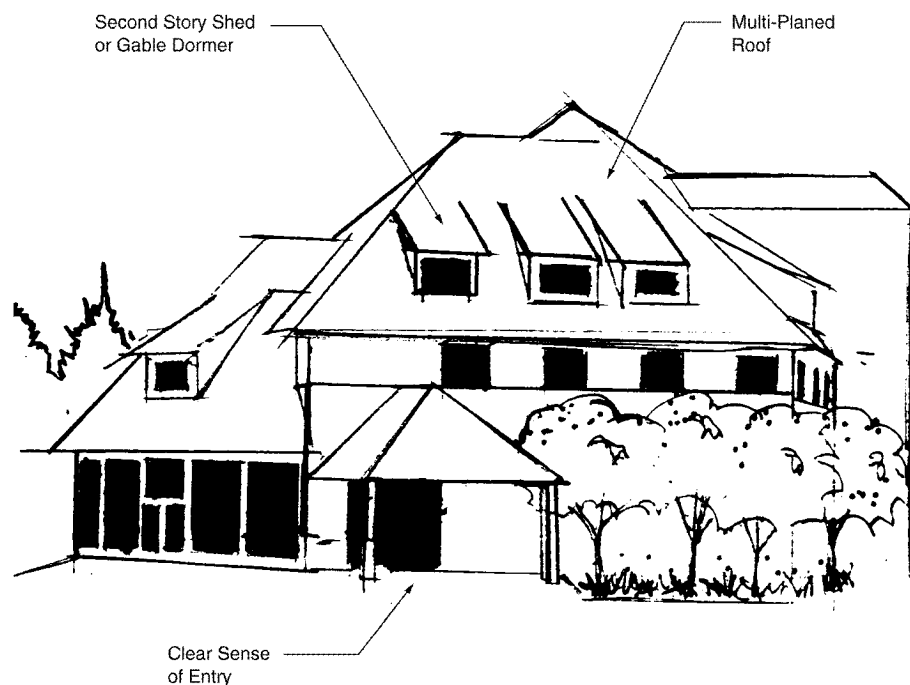 Second Story Shed
or Gable Dormer
Multi-Planed
Roof
Clear Sense
of Entry